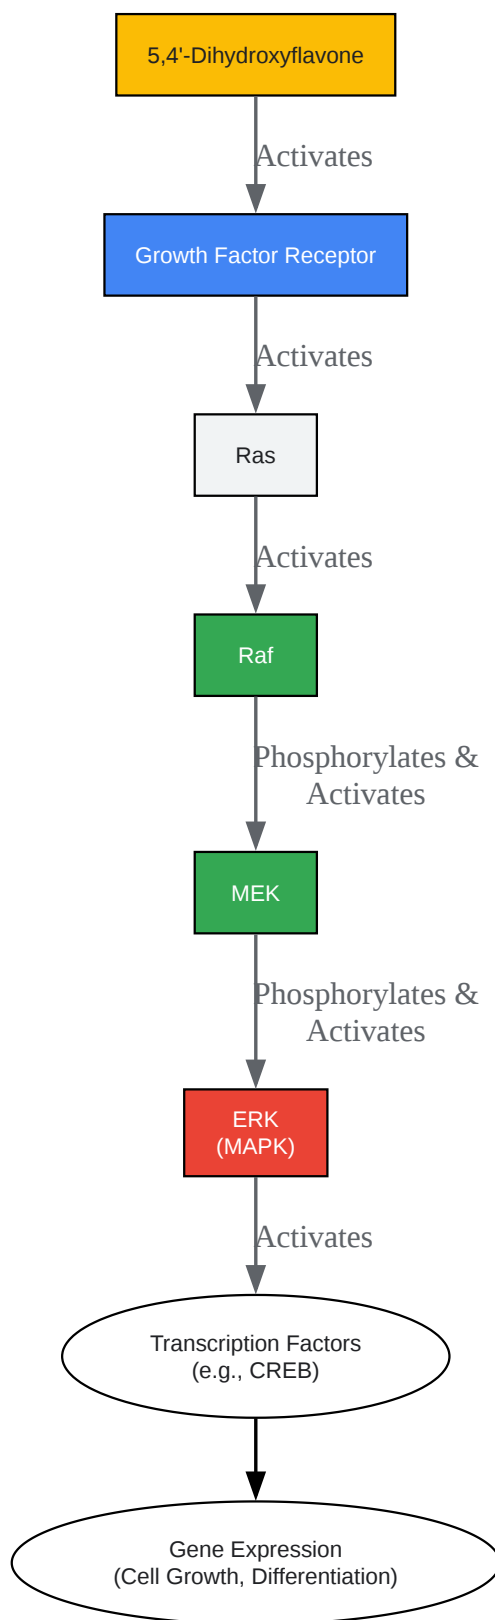 5,4'-Dihydroxyflavone
Activates
Growth Factor Receptor
Activates
Ras
Activates
Raf
Phosphorylates &
Activates
MEK
Phosphorylates &
Activates
ERK
(MAPK)
Activates
Transcription Factors
(e.g., CREB)
Gene Expression
(Cell Growth, Differentiation)